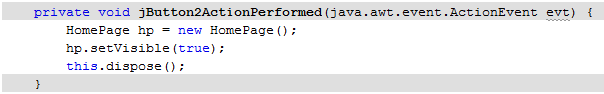 private void jButton2ActionPerformed(java.awt.event.ActionEvent evt) {
HomePage hp = new HomePage();
hp.setVisible(true);
this.dispose();
}